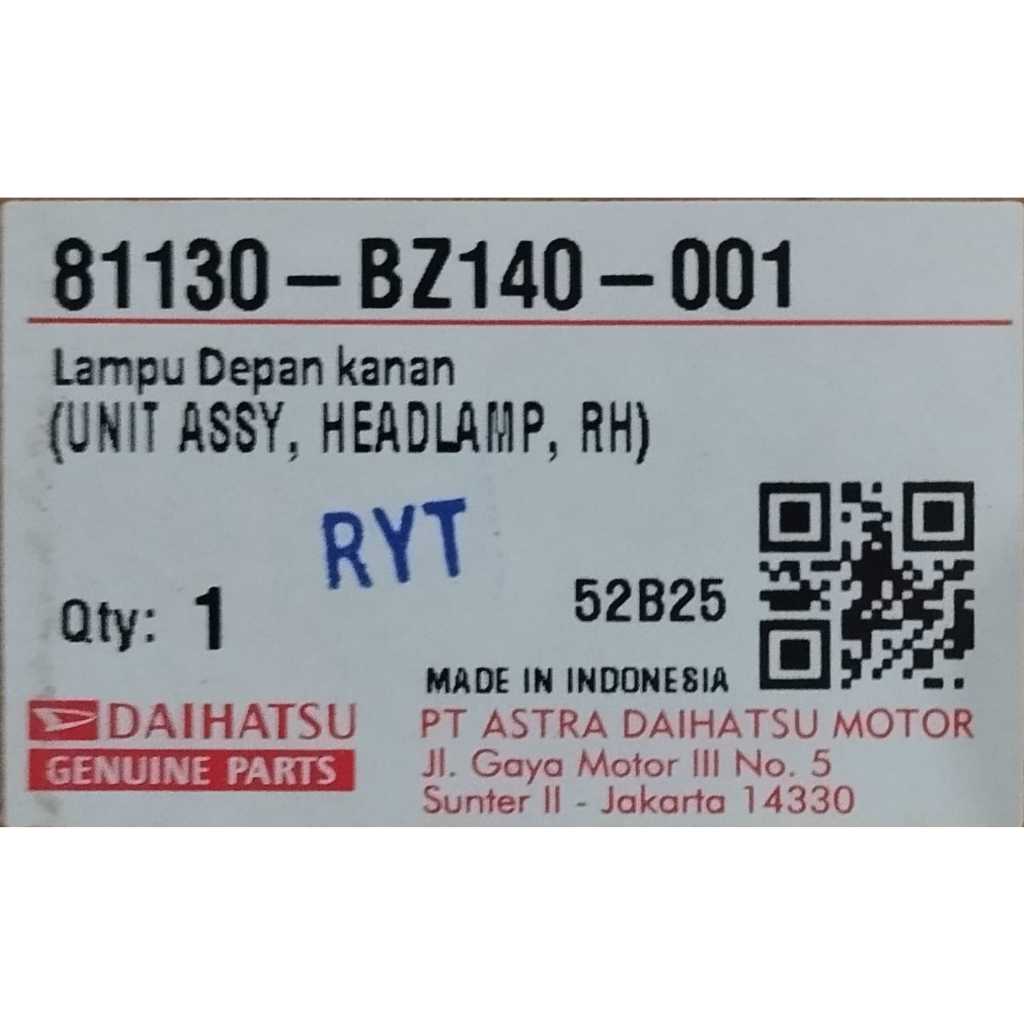 81130-BZ140-001
Lampu Depan kanan
(UNIT ASSY, HEADLAMP, RH)
RYT
Qty: 1
52B25
MADE IN INDONESIA
DAIHATSU
GENUINE PARTS
PT ASTRA DAIHATSU MOTOR
Jl. Gaya Motor III No. 5
Sunter II - Jakarta 14330